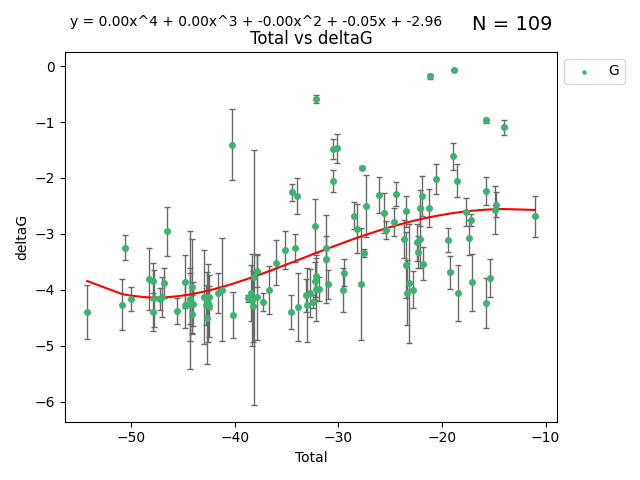 y = 0.00x^4 + 0.00x^3 + -0.00x^2 + -0.05x + -2.96
N = 109
Total vs deltaG
G
deltaG
0
−1
−2
−3
−4
−5
−6
−50
−40
−30
−20
−10
Total